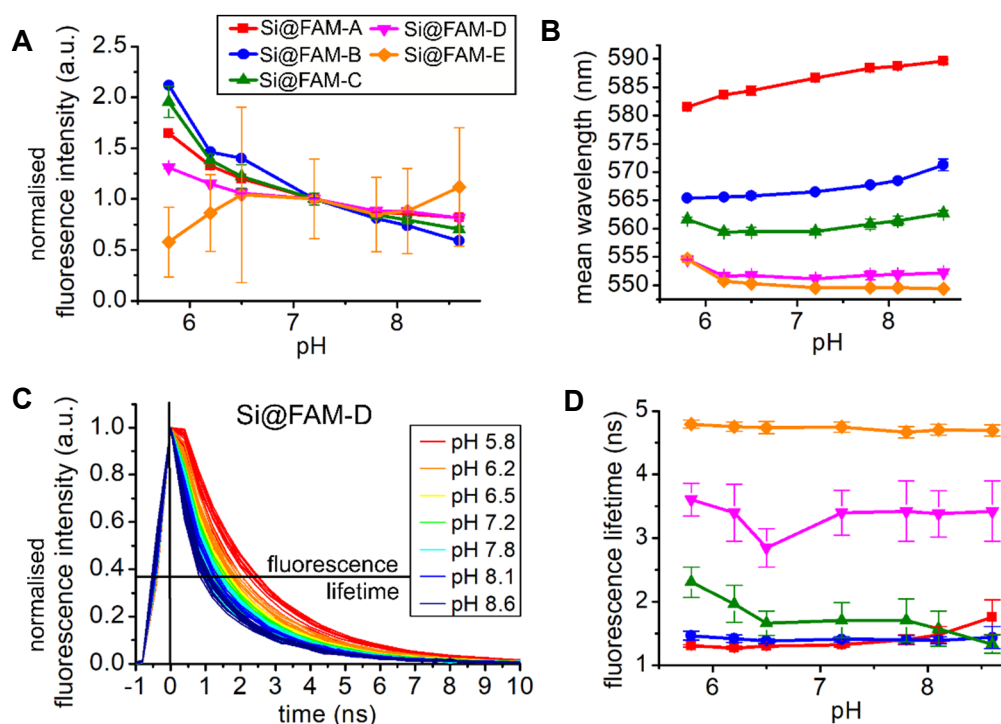 A
Si@FAM-A
Si@FAM-B
Si@FAM-C
Si@FAM-D
Si@FAM-E
normalised
fluoresence intensity (a.u.)
2.5
2.0
1.5
1.0
0.5
0.0
6 7 8
pH
B
mean wavelength (nm)
590
585
580
570
565
560
555
550
6 7 8
pH
C
Si@FAM-D
pH 5.8
pH 6.2
pH 6.5
pH 7.2
pH 7.8
pH 8.1
pH 8.6
fluorescence
lifetime
normalised
fluorescence intensity (a.u.)
1.0
0.8
0.6
0.4
0.2
0.0
-1 0 1 2 3 4 5 6 7 8 9 10
time (ns)
D
fluorescence lifetime (ns)
5
4
3
2
1
6 7 8
pH